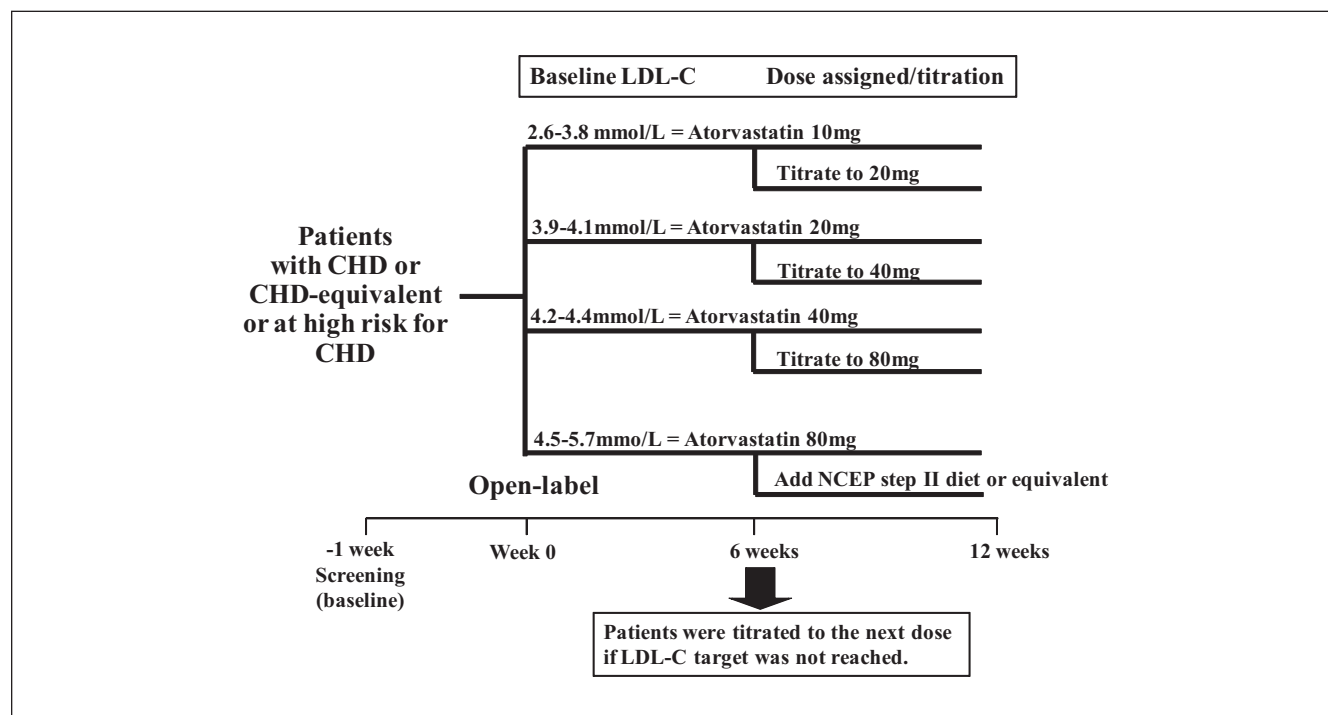 Baseline LDL-C Dose assigned/titration
2.6-3.8 mmol/L = Atorvastatin 10mg
Titrate to 20mg
3.9-4.1mmol/L = Atorvastatin 20mg
Titrate to 40mg
Patients
with CHD or
CHD-equivalent
or at high risk for
CHD
4.2-4.4mmol/L = Atorvastatin 40mg
Titrate to 80mg
4.5-5.7mmo/L = Atorvastatin 80mg
Add NCEP step II diet or equivalent
Open-label
-1 week
Screening
(baseline)
Week 0
6 weeks
12 weeks
Patients were titrated to the next dose
if LDL-C target was not reached.